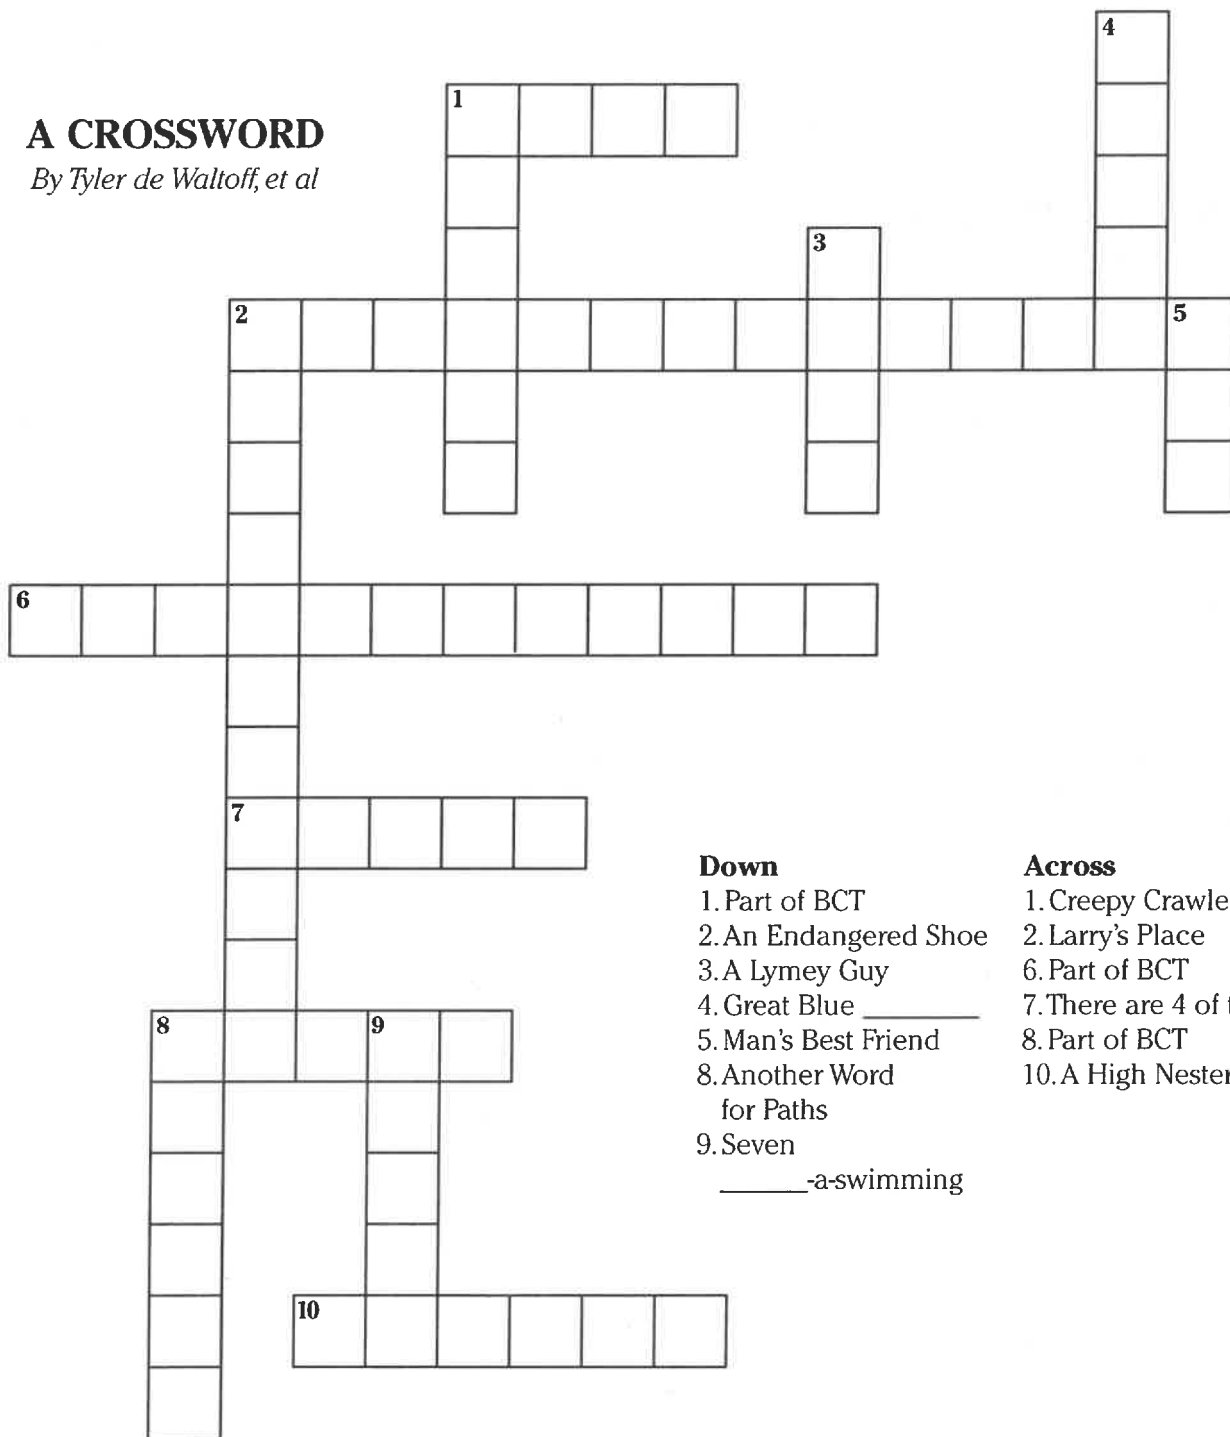 4
1
A CROSSWORD
By Tyler de Waltoff, et al
3
2
5
6
7
Down
1. Part of BCT
2. An Endangered Shoe
3. A Lymey Guy
4. Great Blue ________
5. Man's Best Friend
8. Another Word
for Paths
9. Seven
______-a-swimming
Across
1. Creepy Crawle
2. Larry's Place
6. Part of BCT
7. There are 4 of
8. Part of BCT
10. A High Nester
8
9
10